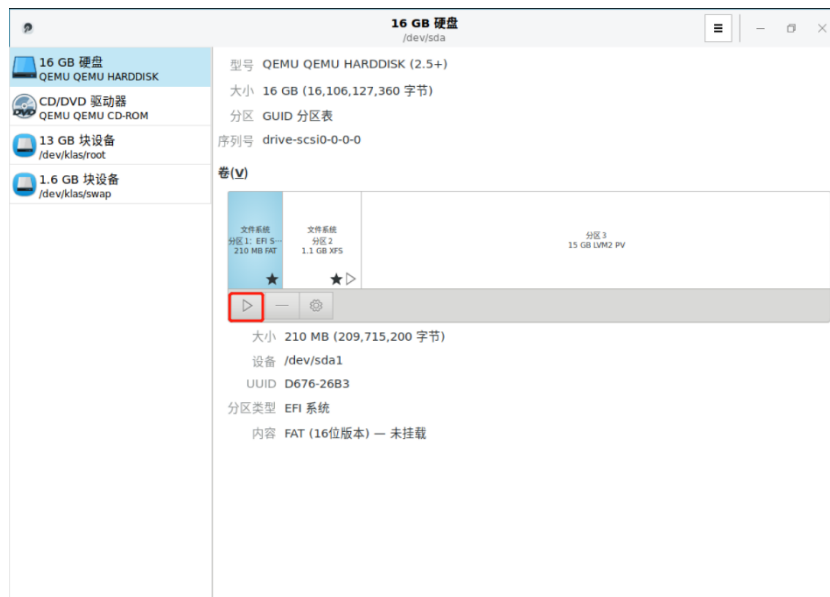 16 GB 硬盘
/dev/sda
16 GB 硬盘
QEMU QEMU HARDDISK
CD/DVD 驱动器
QEMU QEMU CD-ROM
13 GB 块设备
/dev/klas/root
1.6 GB 块设备
/dev/klas/swap
型号 QEMU QEMU HARDDISK (2.5+)
大小 16 GB (16,106,127,360 字节)
分区 GUID 分区表
序列号 drive-scsi0-0-0-0
卷(V)
文件系统
分区 1: EFI S…
210 MB FAT
文件系统
分区 2
1.1 GB XFS
分区 3
15 GB LVM2 PV
大小 210 MB (209,715,200 字节)
设备 /dev/sda1
UUID D676-26B3
分区类型 EFI 系统
内容 FAT (16位版本) — 未挂载